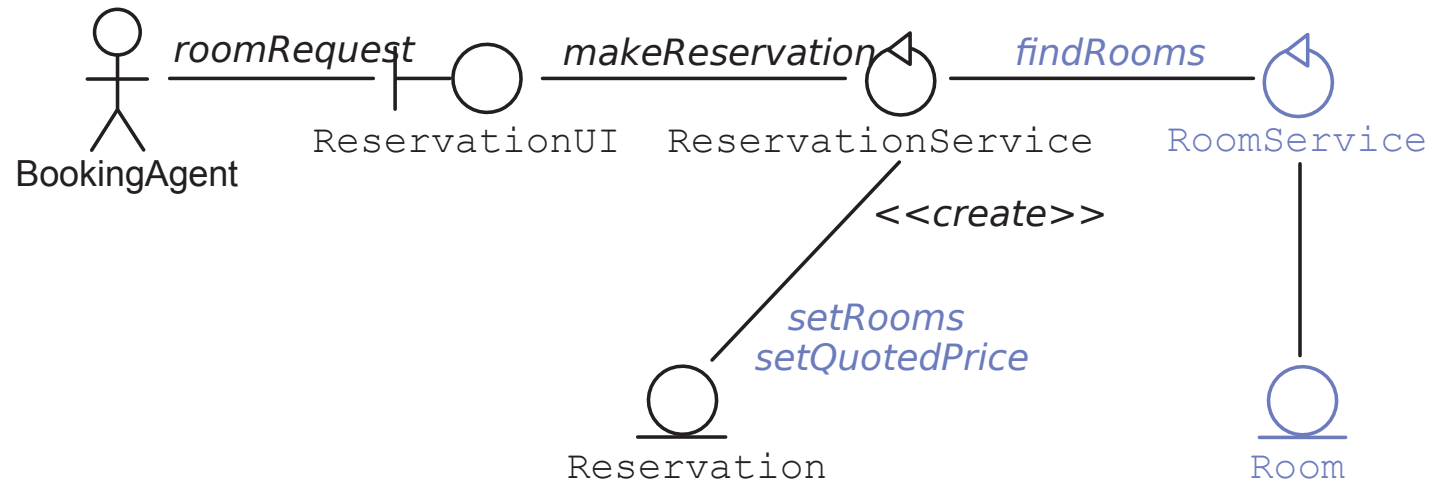 roomRequest
makeReservation
findRooms
ReservationUI
ReservationService
RoomService
BookingAgent
<<create>>
setRooms
setQuotedPrice
Reservation
Room